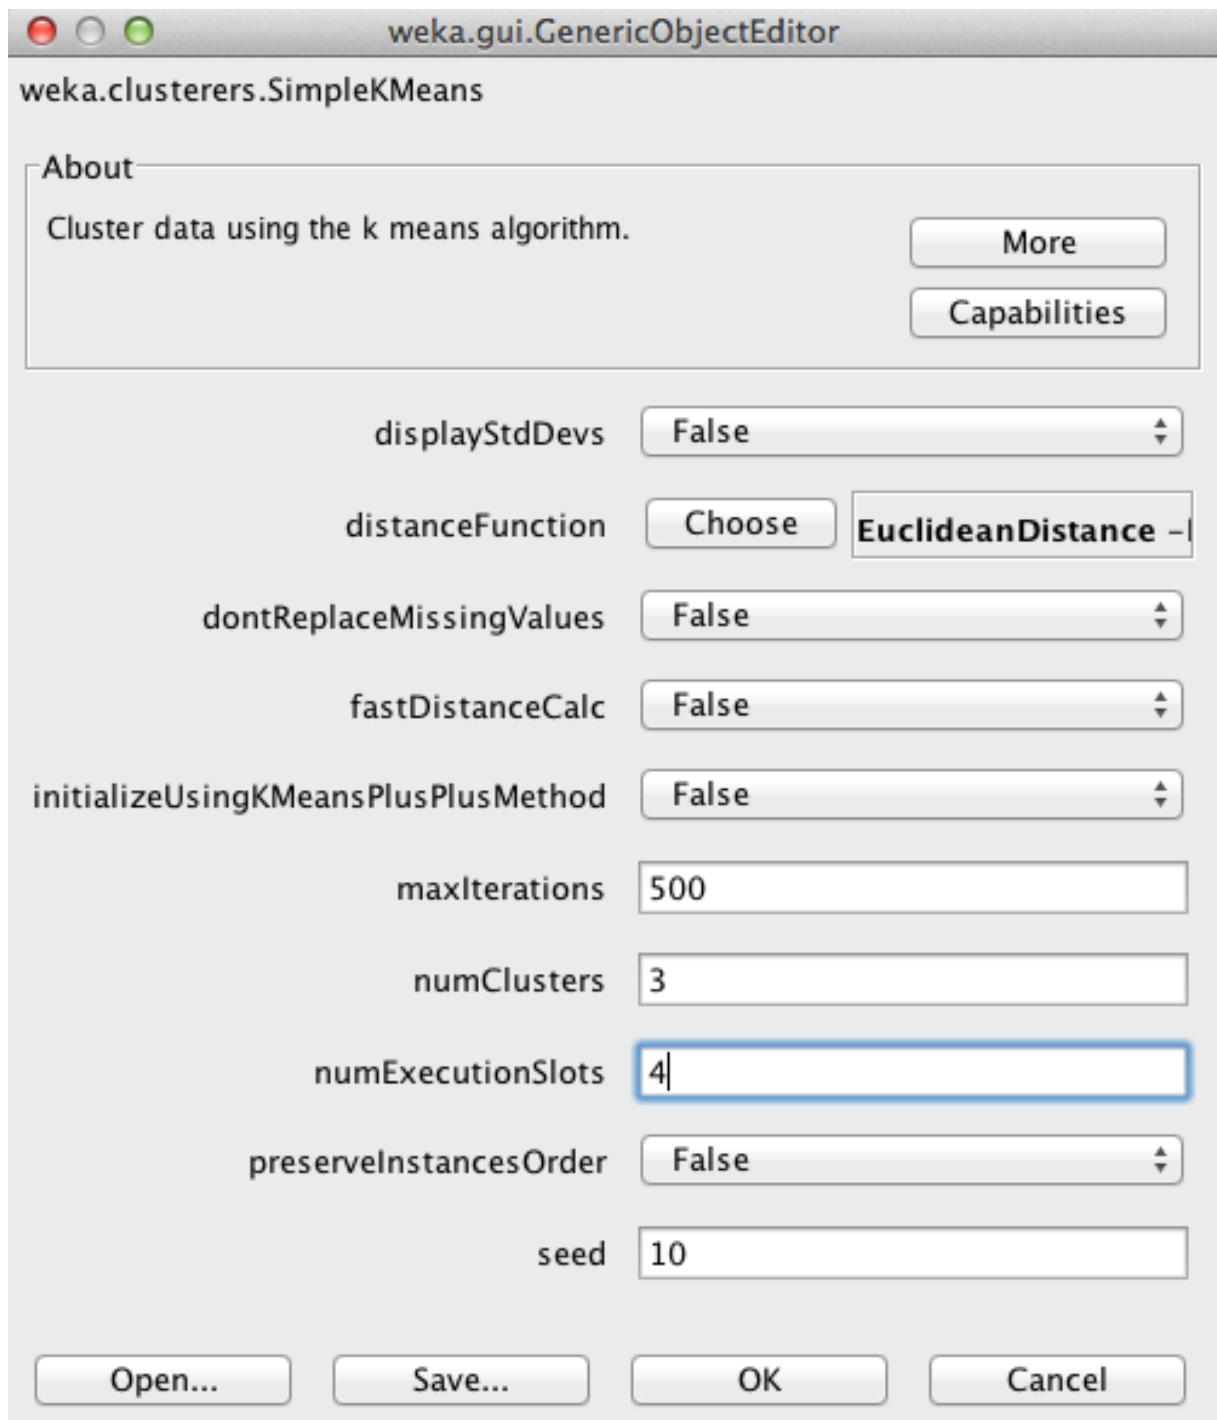 weka.gui.GenericObjectEditor
weka.clusterers.SimpleKMeans
About
Cluster data using the k means algorithm.
More
Capabilities
displayStdDevs False
distanceFunction Choose EuclideanDistance -
dontReplaceMissingValues False
fastDistanceCalc False
initializeUsingKMeansPlusPlusMethod False
maxIterations 500
numClusters 3
numExecutionSlots 4
preserveInstancesOrder False
seed 10
Open... Save... OK Cancel